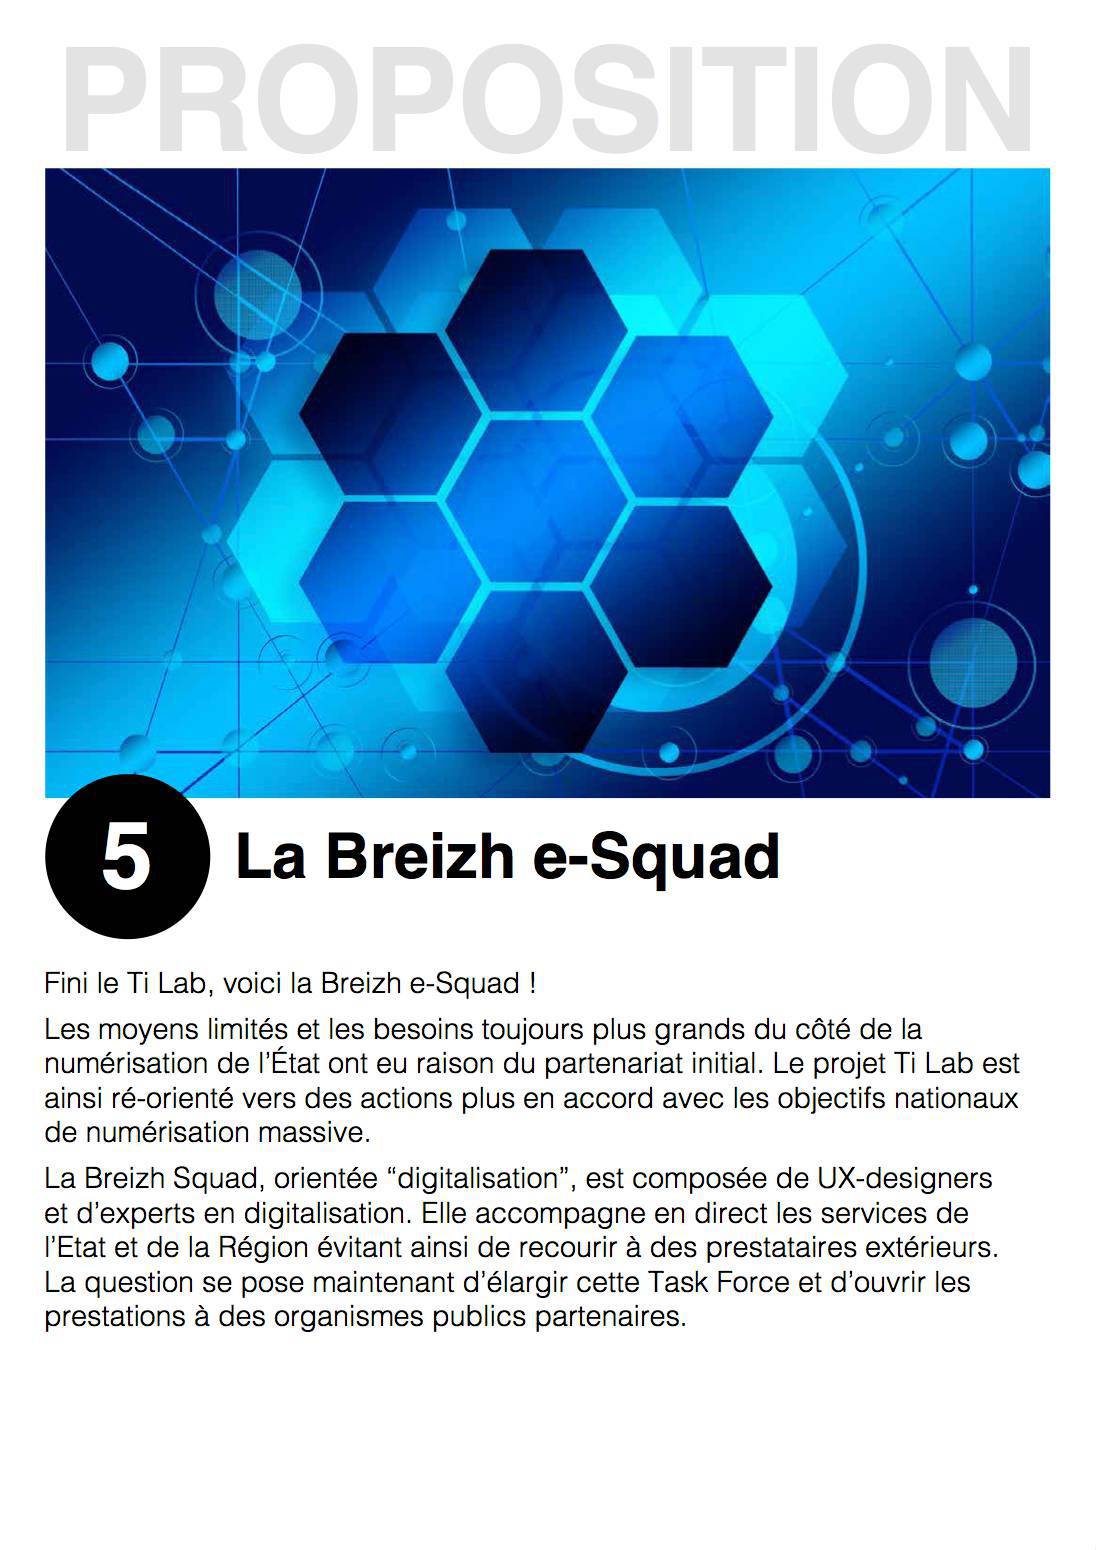 PROPOSITION
5
La Breizh e-Squad
Fini le Ti Lab, voici la Breizh e-Squad !
Les moyens limités et les besoins toujours plus grands du côté de la
numérisation de l’État ont eu raison du partenariat initial. Le projet Ti Lab est
ainsi ré-orienté vers des actions plus en accord avec les objectifs nationaux
de numérisation massive.
La Breizh Squad, orientée “digitalisation”, est composée de UX-designers
et d’experts en digitalisation. Elle accompagne en direct les services de
l’Etat et de la Région évitant ainsi de recourir à des prestataires extérieurs.
La question se pose maintenant d’élargir cette Task Force et d’ouvrir les
prestations à des organismes publics partenaires.